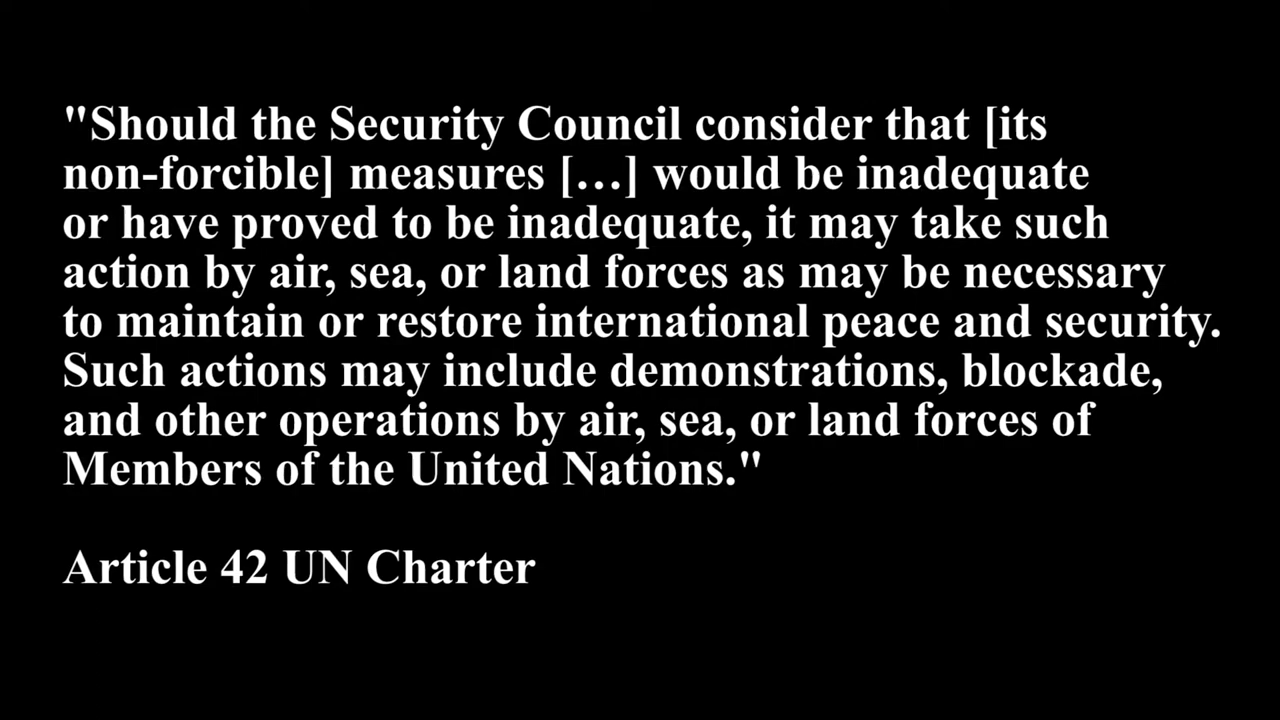 "Should the Security Council consider that [its
non-forcible] measures […] would be inadequate
or have proved to be inadequate, it may take such
action by air, sea, or land forces as may be necessary
to maintain or restore international peace and security.
Such actions may include demonstrations, blockade,
and other operations by air, sea, or land forces of
Members of the United Nations."
Article 42 UN Charter